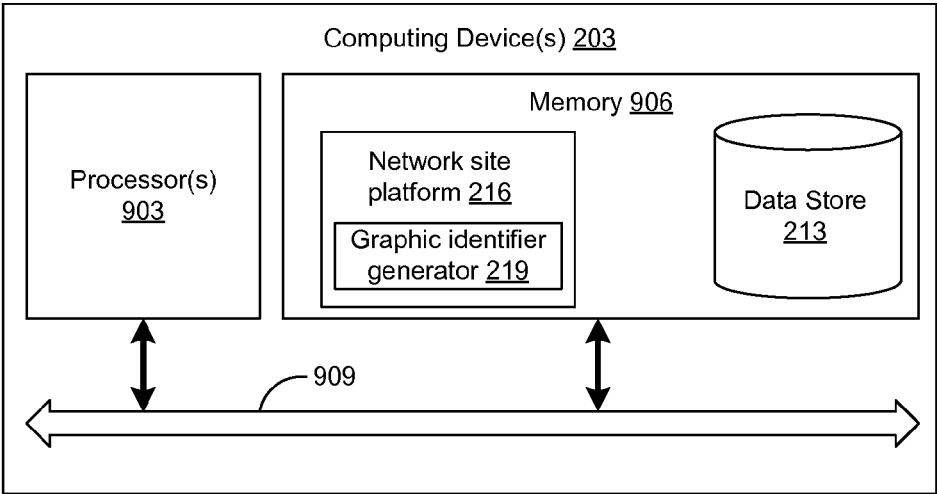 Computing Device(s) 203
Memory 906
Processor(s)
903
Network site
platform 216
Graphic identifier
generator 219
Data Store
213
909